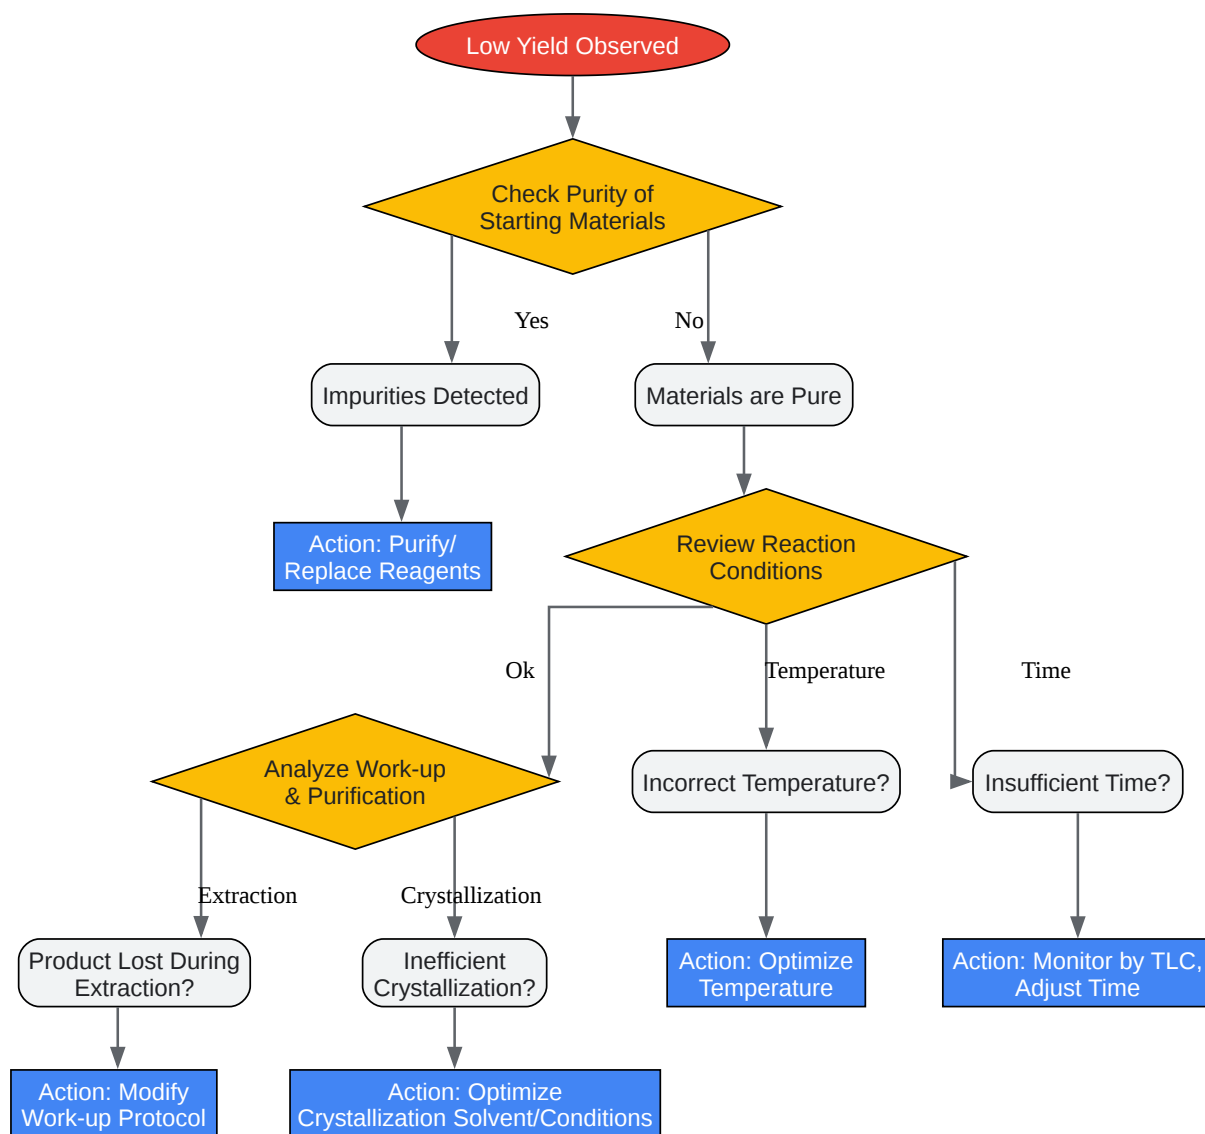 Low Yield Observed
Check Purity of
Starting Materials
Yes
No
Impurities Detected
Materials are Pure
Action: Purify/
Replace Reagents
Review Reaction
Conditions
Ok
Temperature
Time
Analyze Work-up
& Purification
Incorrect Temperature?
Insufficient Time?
Extraction
Crystallization
Product Lost During
Extraction?
Inefficient
Crystallization?
Action: Optimize
Temperature
Action: Monitor by TLC,
Adjust Time
Action: Modify
Work-up Protocol
Action: Optimize
Crystallization Solvent/Conditions